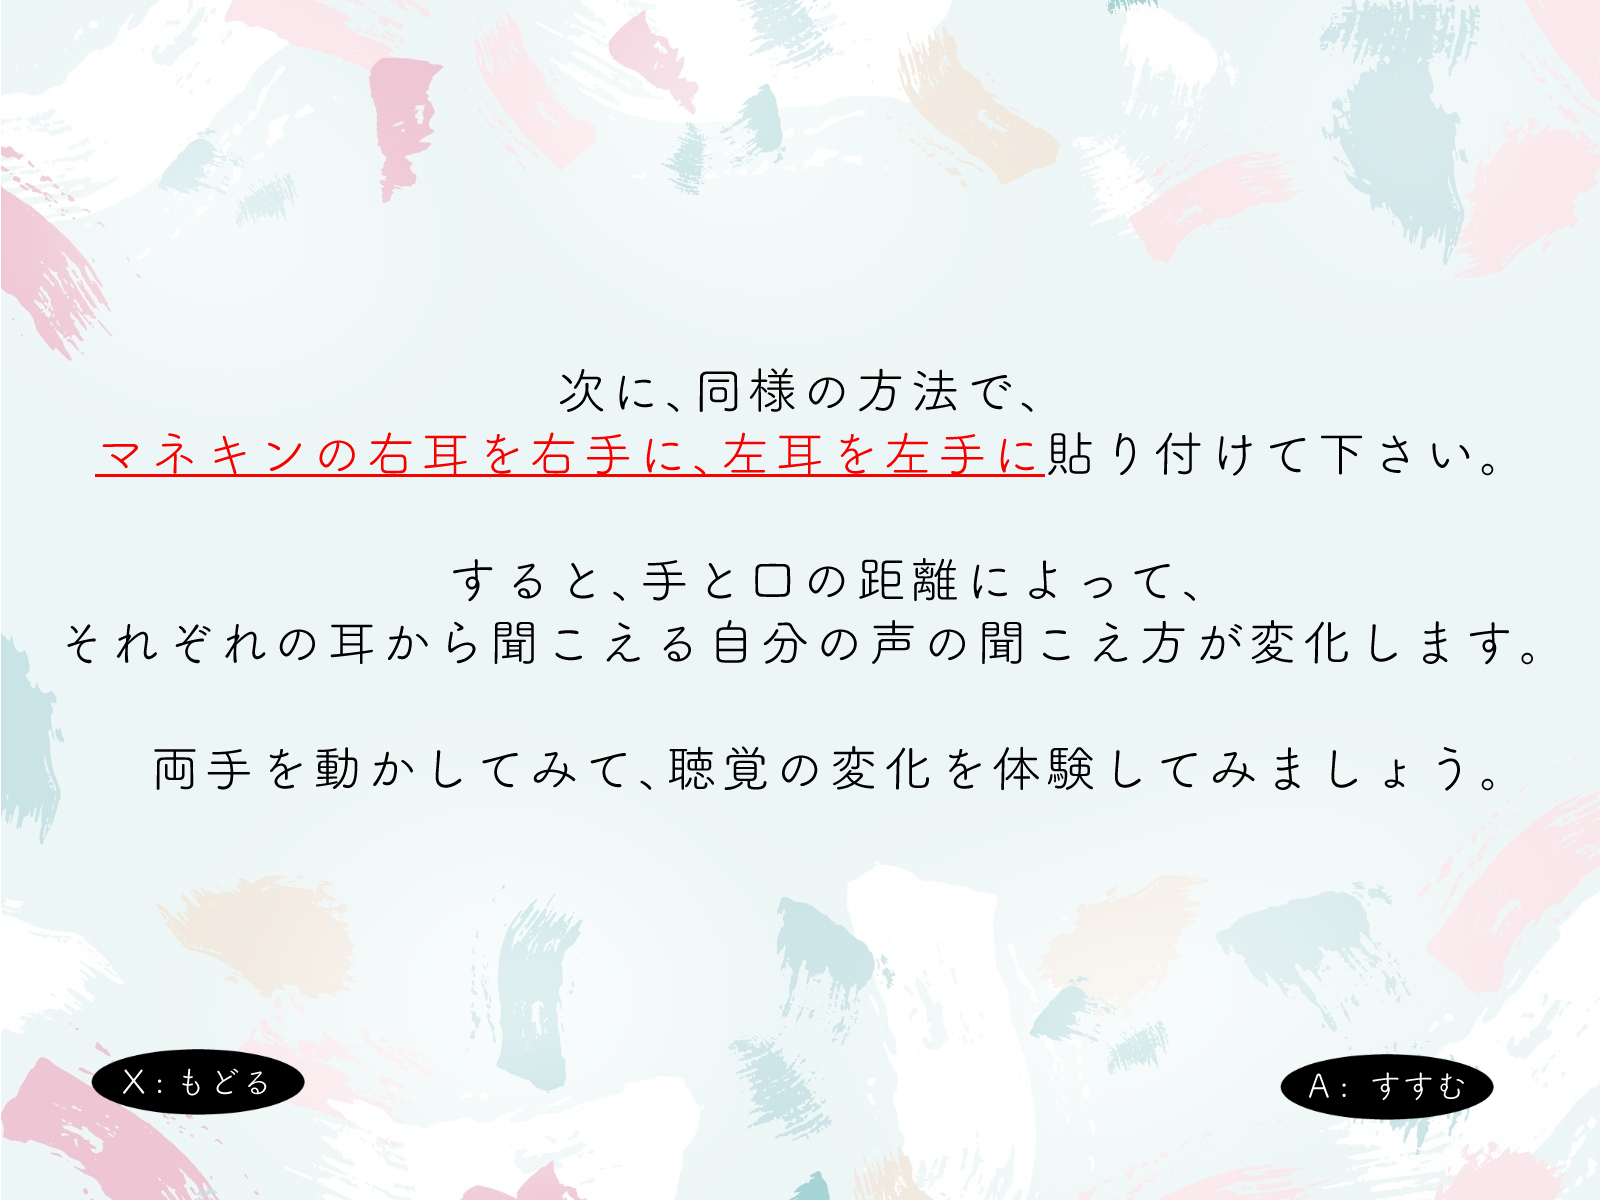 次に、同様の方法で、
マネキンの右耳を右手に、左耳を左手に貼り付けて下さい。
すると、手と口の距離によって、
それぞれの耳から聞こえる自分の声の聞こえ方が変化します。
両手を動かしてみて、聴覚の変化を体験してみましょう。
X : もどる
A : すすむ